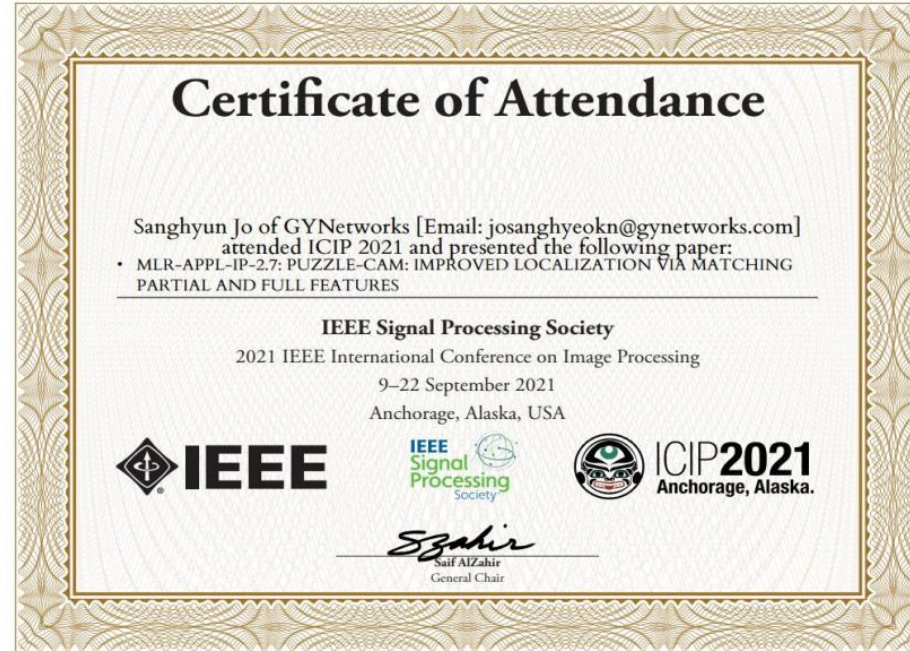 Certificate of Attendance
Sanghyun Jo of GYNetworks [Email: josanghyeokn@gynetworks.com]
attended ICIP 2021 and presented the following paper:
• MLR-APPL-IP-2.7: PUZZLE-CAM: IMPROVED LOCALIZATION VIA MATCHING
PARTIAL AND FULL FEATURES
IEEE Signal Processing Society
2021 IEEE International Conference on Image Processing
9–22 September 2021
Anchorage, Alaska, USA
IEEE
IEEE
Signal
Processing
Society
ICIP2021
Anchorage, Alaska.
SZahir
Saif AlZahir
General Chair